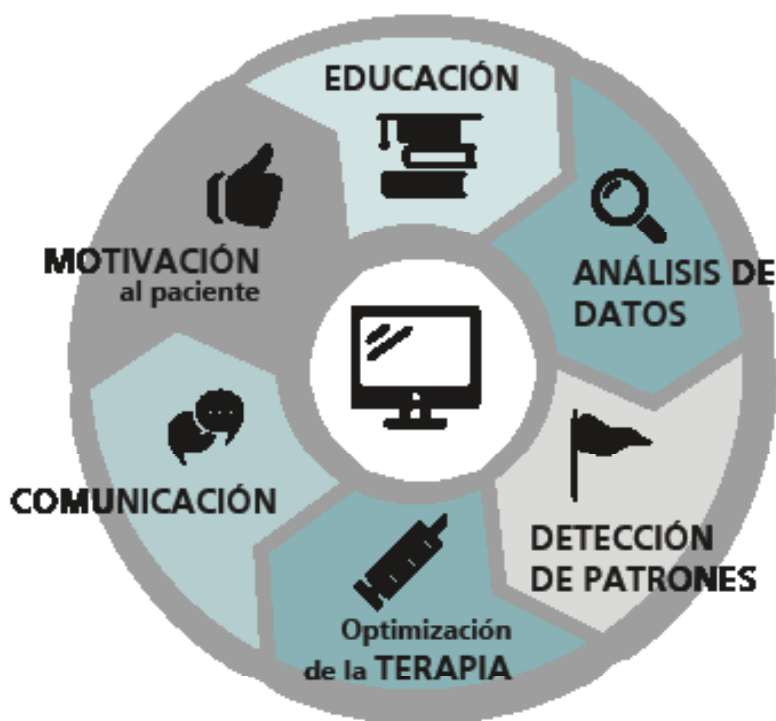 EDUCACIÓN
ANÁLISIS DE
DATOS
DETECCIÓN
DE PATRONES
Optimización
de la TERAPIA
COMUNICACIÓN
MOTIVACIÓN
al paciente